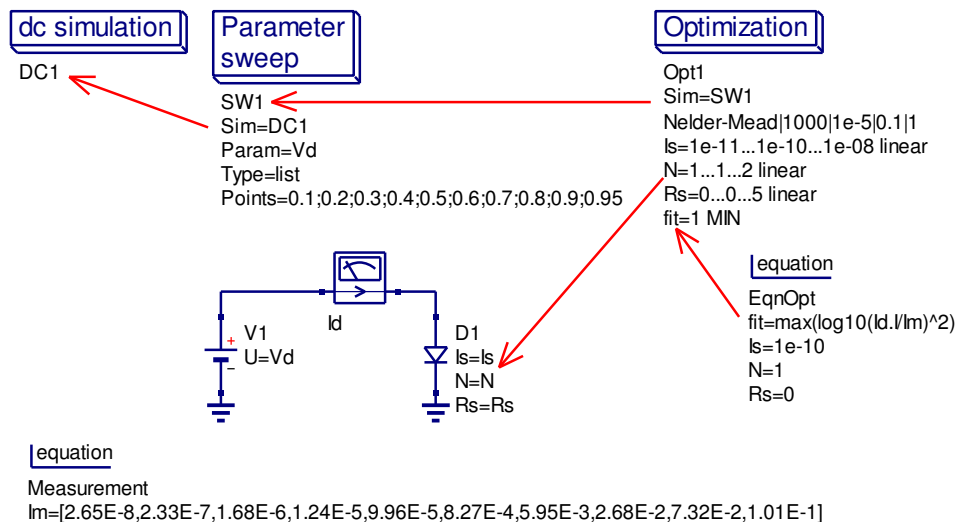 dc simulation
DC1
Parameter
sweep
SW1
Sim=DC1
Param=Vd
Type=list
Points=0.1;0.2;0.3;0.4;0.5;0.6;0.7;0.8;0.9;0.95
Optimization
Opt1
Sim=SW1
Nelder-Mead|1000|1e-5|0.1|1
Is=1e-11...1e-10...1e-08 linear
N=1...1...2 linear
Rs=0...0...5 linear
fit=1 MIN
equation
EqnOpt
fit=max(log10(Id.I/Im)^2)
Is=1e-10
N=1
Rs=0
Id
V1
U=Vd
+
−
D1
Is=Is
N=N
Rs=Rs
equation
Measurement
Im=[2.65E-8,2.33E-7,1.68E-6,1.24E-5,9.96E-5,8.27E-4,5.95E-3,2.68E-2,7.32E-2,1.01E-1]